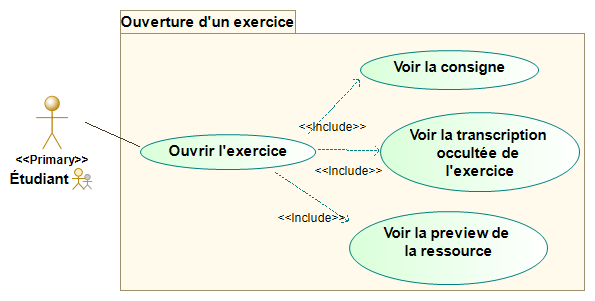 Ouverture d'un exercice
Voir la consigne
<<Include>>
<<Primary>>
Étudiant
Ouvrir l'exercice
Voir la transcription
occultée de
l'exercice
<<Include>>
<<Include>>
Voir la preview de
la ressource